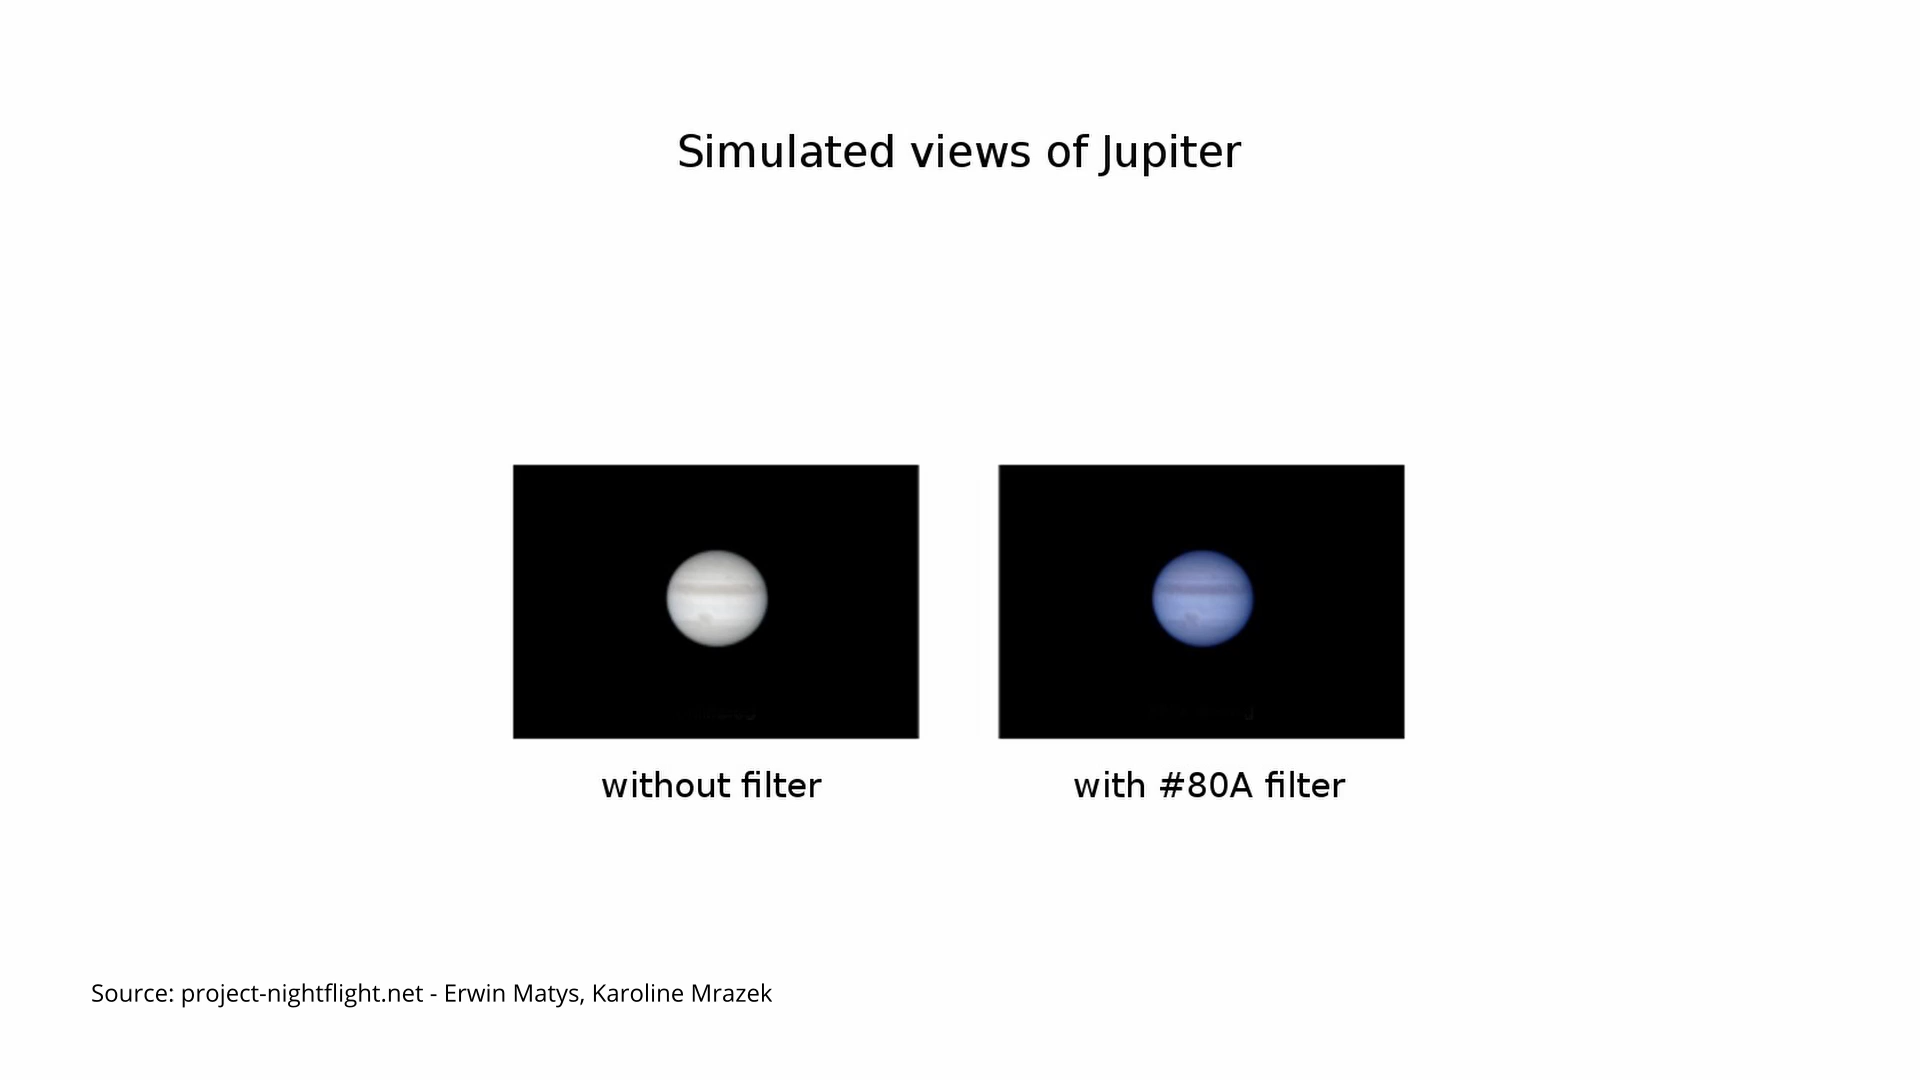 Simulated views of Jupiter
without filter
with #80A filter
Source: project-nightflight.net - Erwin Matys, Karoline Mrazek